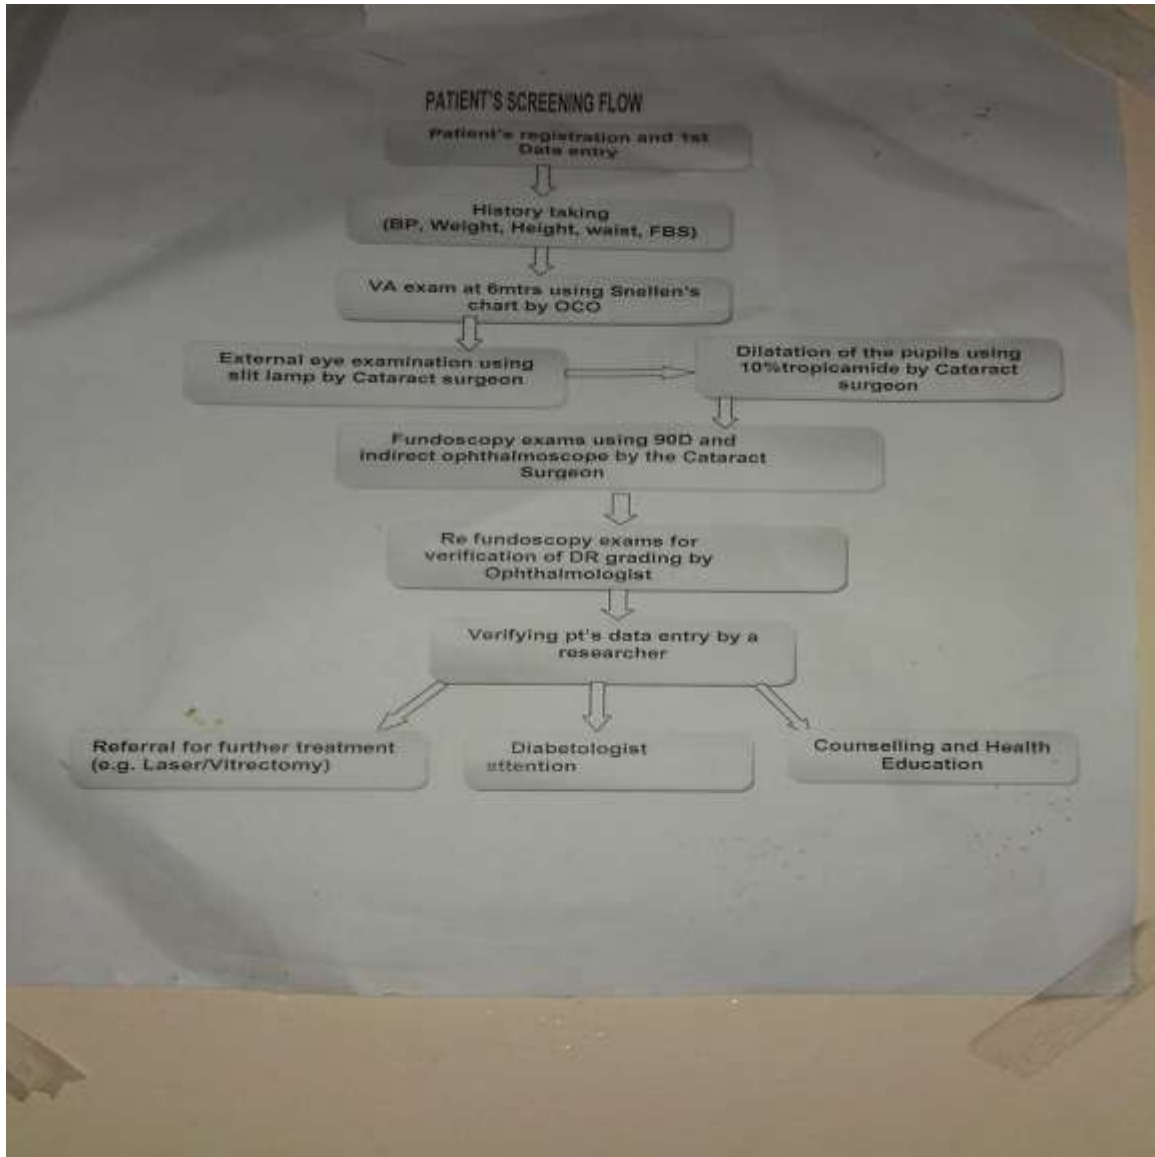 PATIENT'S SCREENING FLOW
Patient's registration and 1st
Data entry
History taking
(BP, Weight, Height, waist, FBS)
VA exam at 6mtrs using Snellen's
chart by OCO
External eye examination using
slit lamp by Cataract surgeon
Dilatation of the pupils using
10%tropicamide by Cataract
surgeon
Fundoscopy exams using 90D and
indirect ophthalmoscope by the Cataract
Surgeon
Re fundoscopy exams for
verification of DR grading by
Ophthalmologist
Verifying pt's data entry by a
researcher
Referral for further treatment
(e.g. Laser/Vitrectomy)
Diabetologist
attention
Counselling and Health
Education